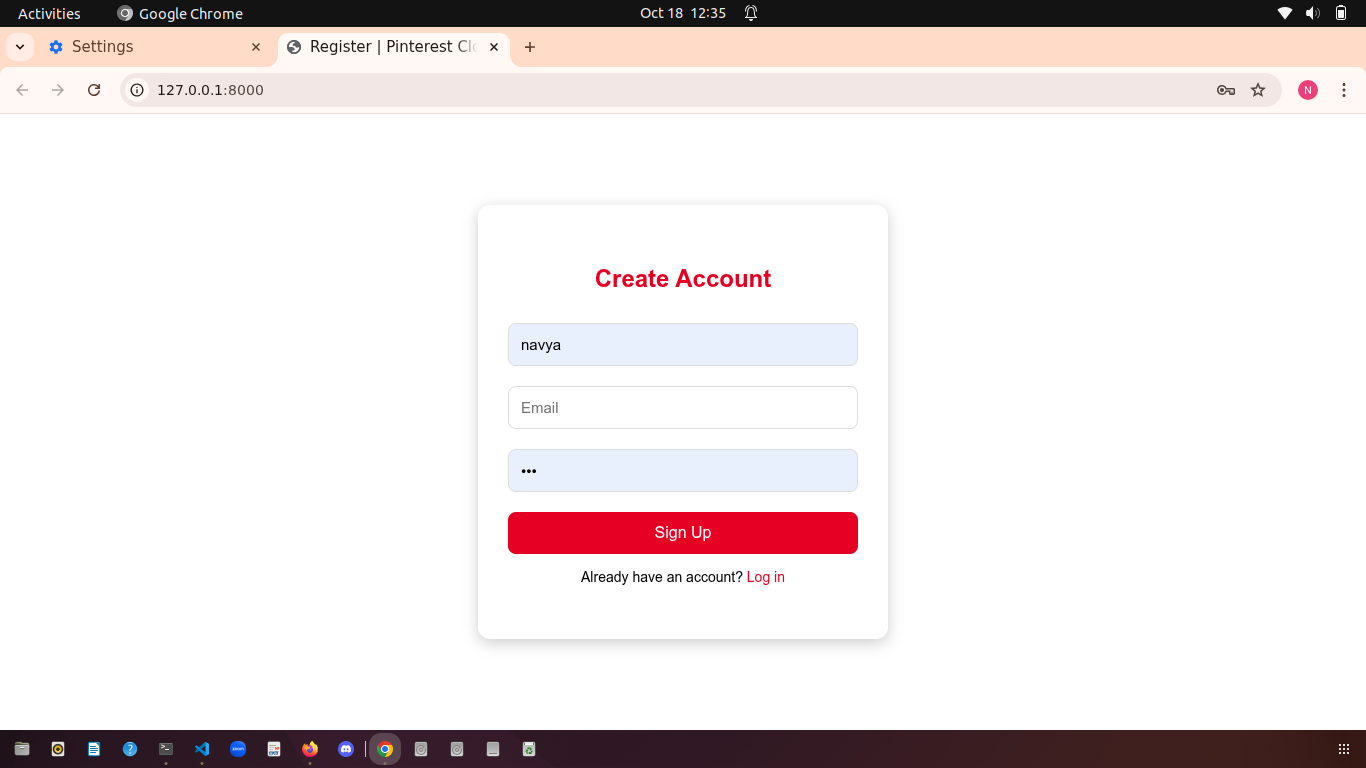 Activities Google Chrome Oct 18 12:35
Settings Register | Pinterest Clo
127.0.0.1:8000 N
Create Account
navya
Email
•••
Sign Up
Already have an account? Log in